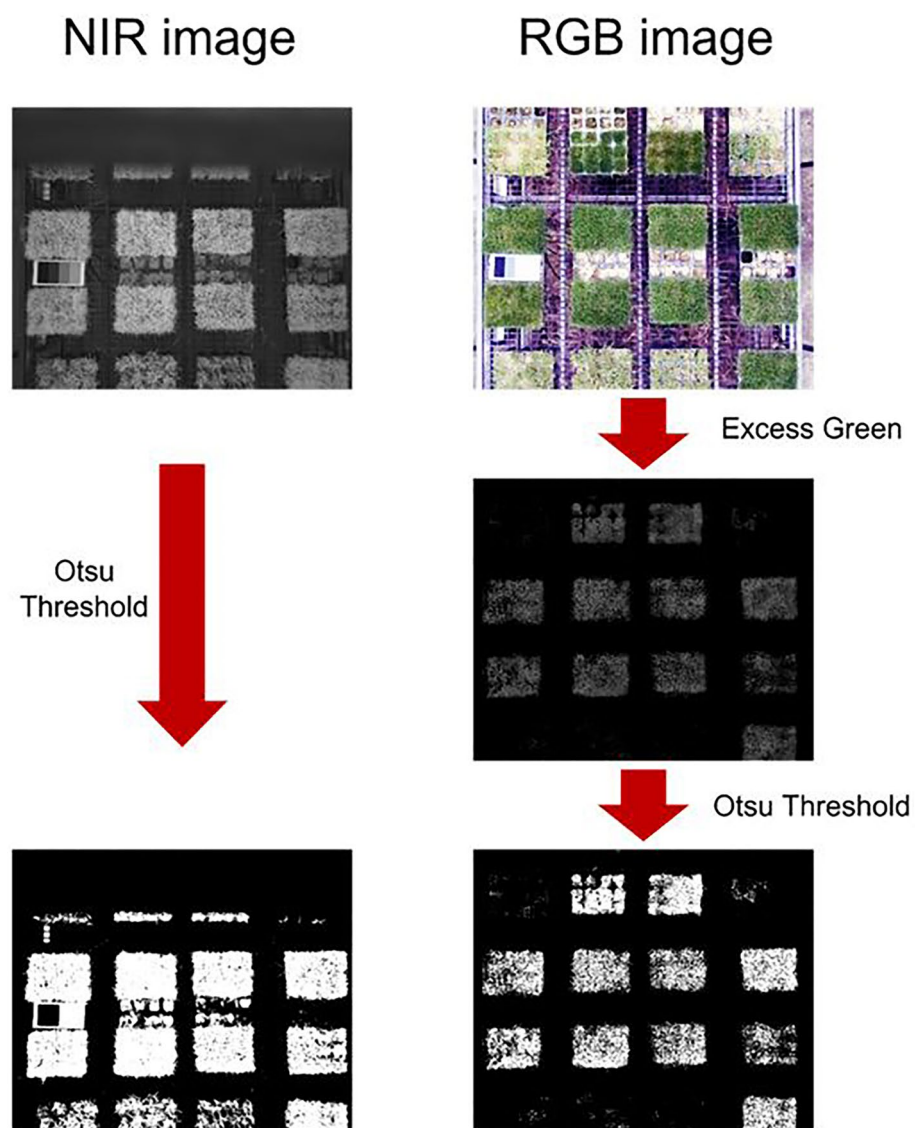 NIR image
RGB image
Excess Green
Otsu
Threshold
Otsu Threshold